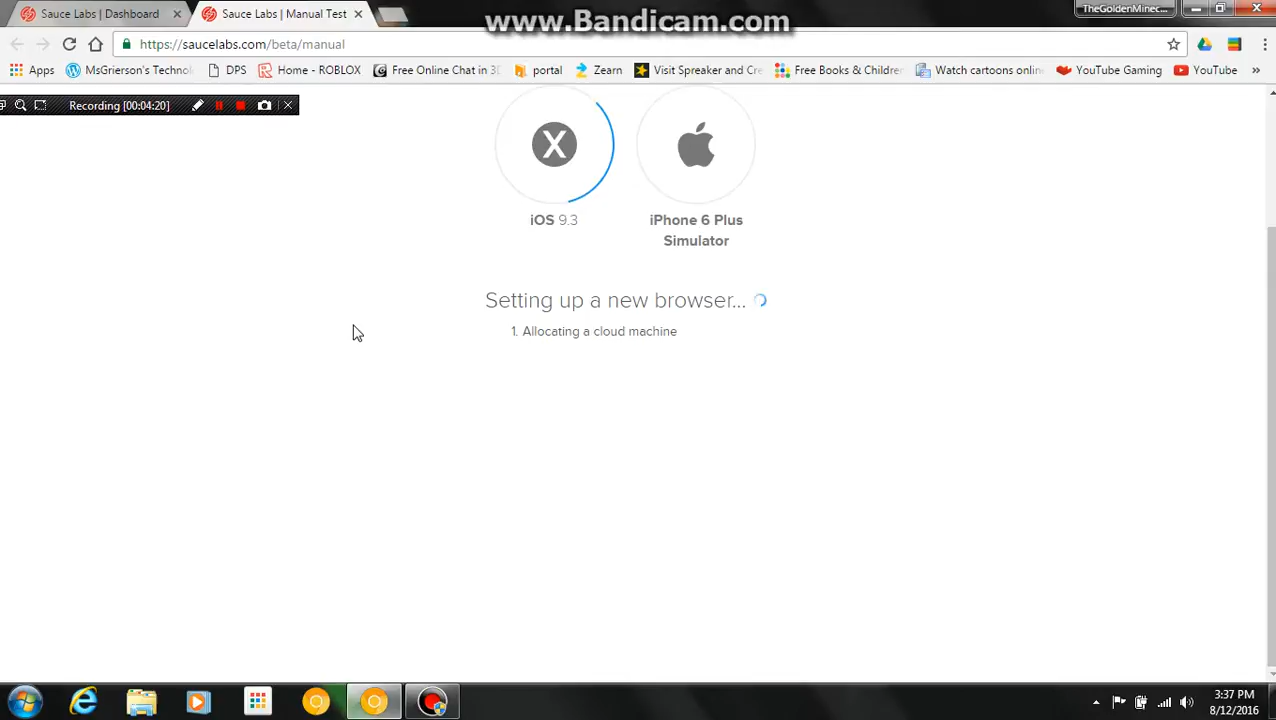 Sauce Labs | Dashboard
Sauce Labs | Manual Test
www.Bandicam.com
TheGoldenMinec...
https://saucelabs.com/beta/manual
Apps
MsGrierson's Technol
DPS
Home - ROBLOX
Free Online Chat
portal
Zearn
Visit Spreaker and Cre
Free Books & Children
Watch cartoons onlin
YouTube Gaming
YouTube
»
Recording [00:04:20]
X
iOS 9.3
iPhone 6 Plus
Simulator
Setting up a new browser...
1. Allocating a cloud machine
3:37 PM
8/12/2016